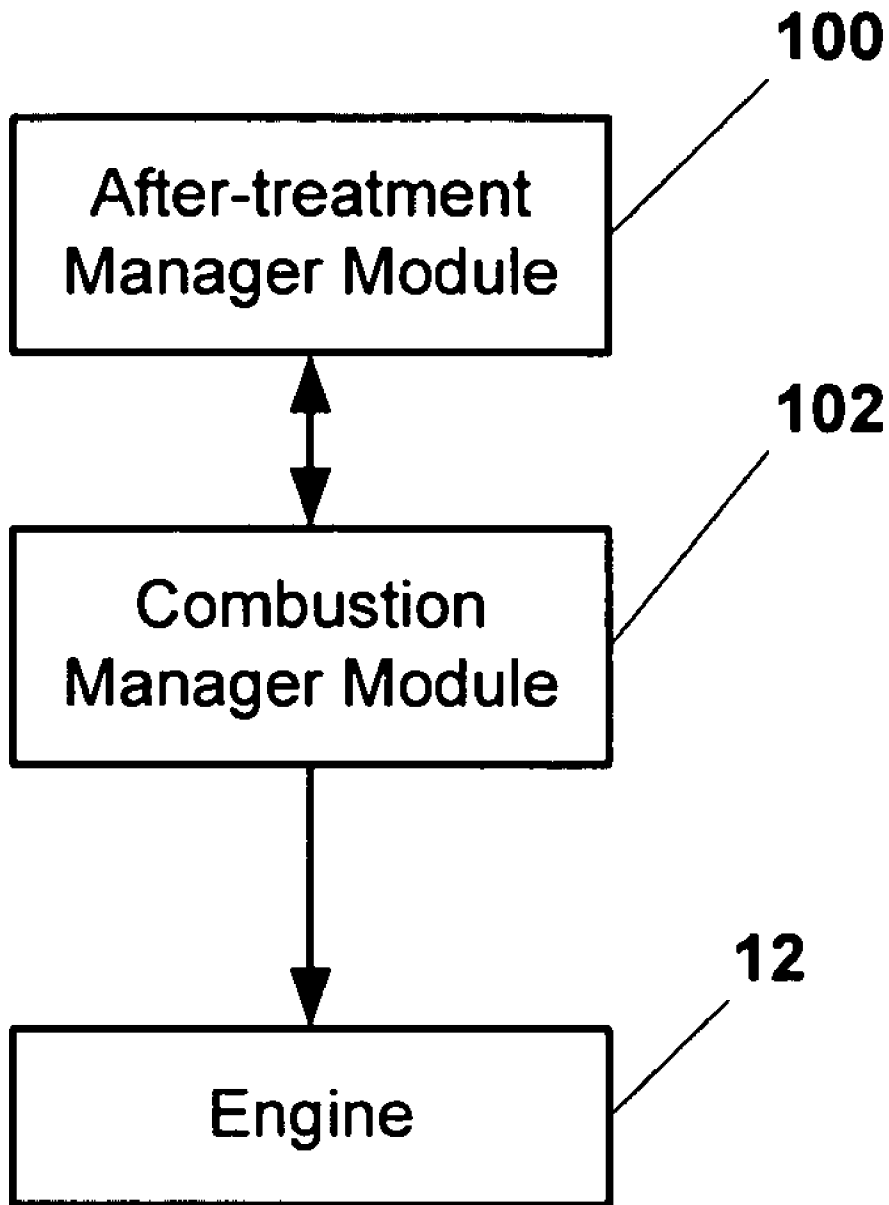 100
After-treatment
Manager Module
102
Combustion
Manager Module
12
Engine